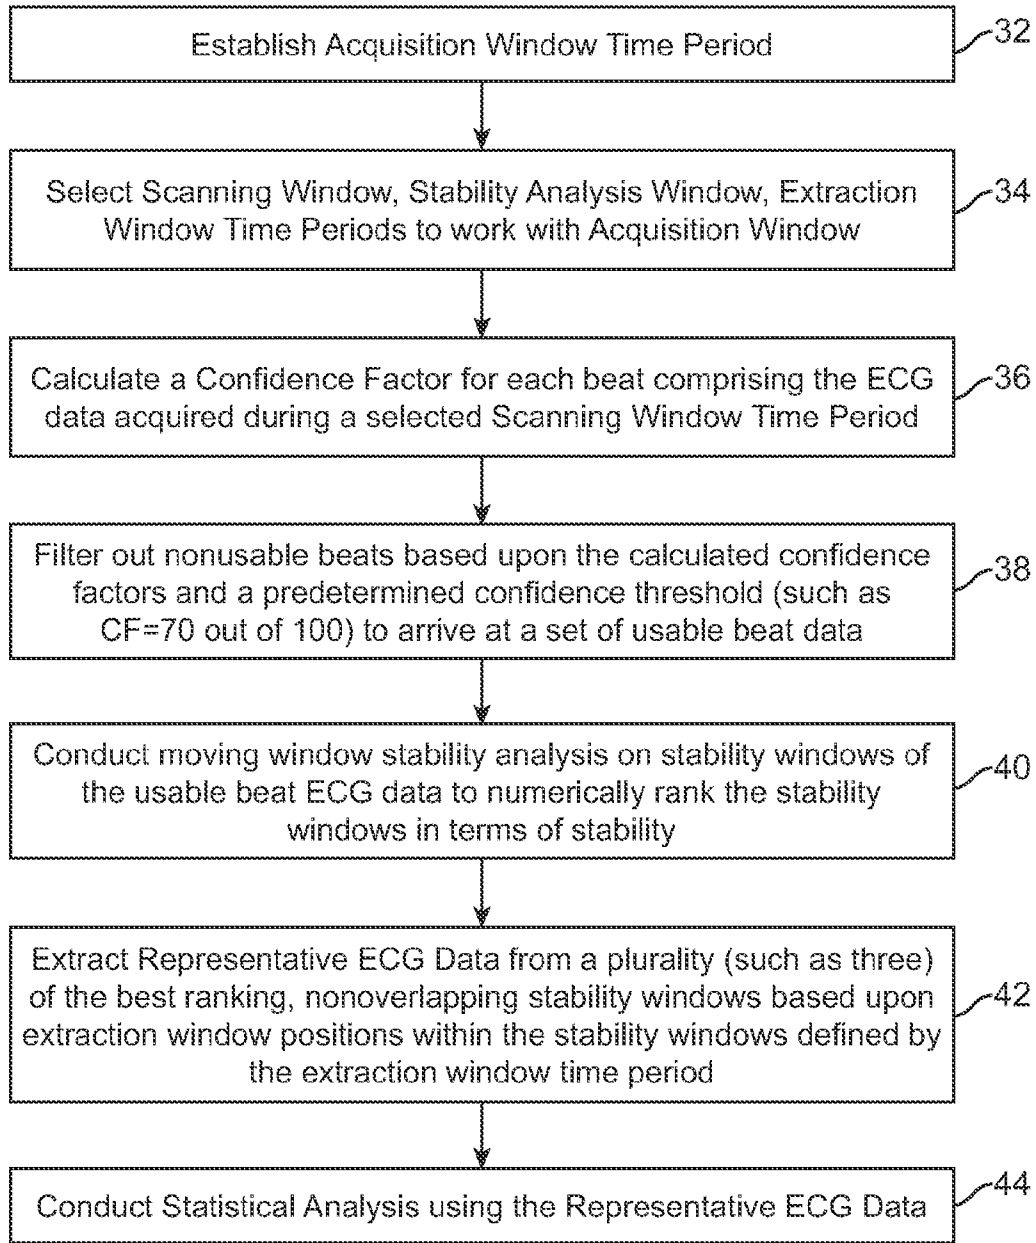 Establish Acquisition Window Time Period
32
Select Scanning Window, Stability Analysis Window, Extraction
Window Time Periods to work with Acquisition Window
34
Calculate a Confidence Factor for each beat comprising the ECG
data acquired during a selected Scanning Window Time Period
36
Filter out nonusable beats based upon the calculated confidence
factors and a predetermined confidence threshold (such as
CF=70 out of 100) to arrive at a set of usable beat data
38
Conduct moving window stability analysis on stability windows of
the usable beat ECG data to numerically rank the stability
windows in terms of stability
40
Extract Representative ECG Data from a plurality (such as three)
of the best ranking, nonoverlapping stability windows based upon
extraction window positions within the stability windows defined by
the extraction window time period
42
Conduct Statistical Analysis using the Representative ECG Data
44